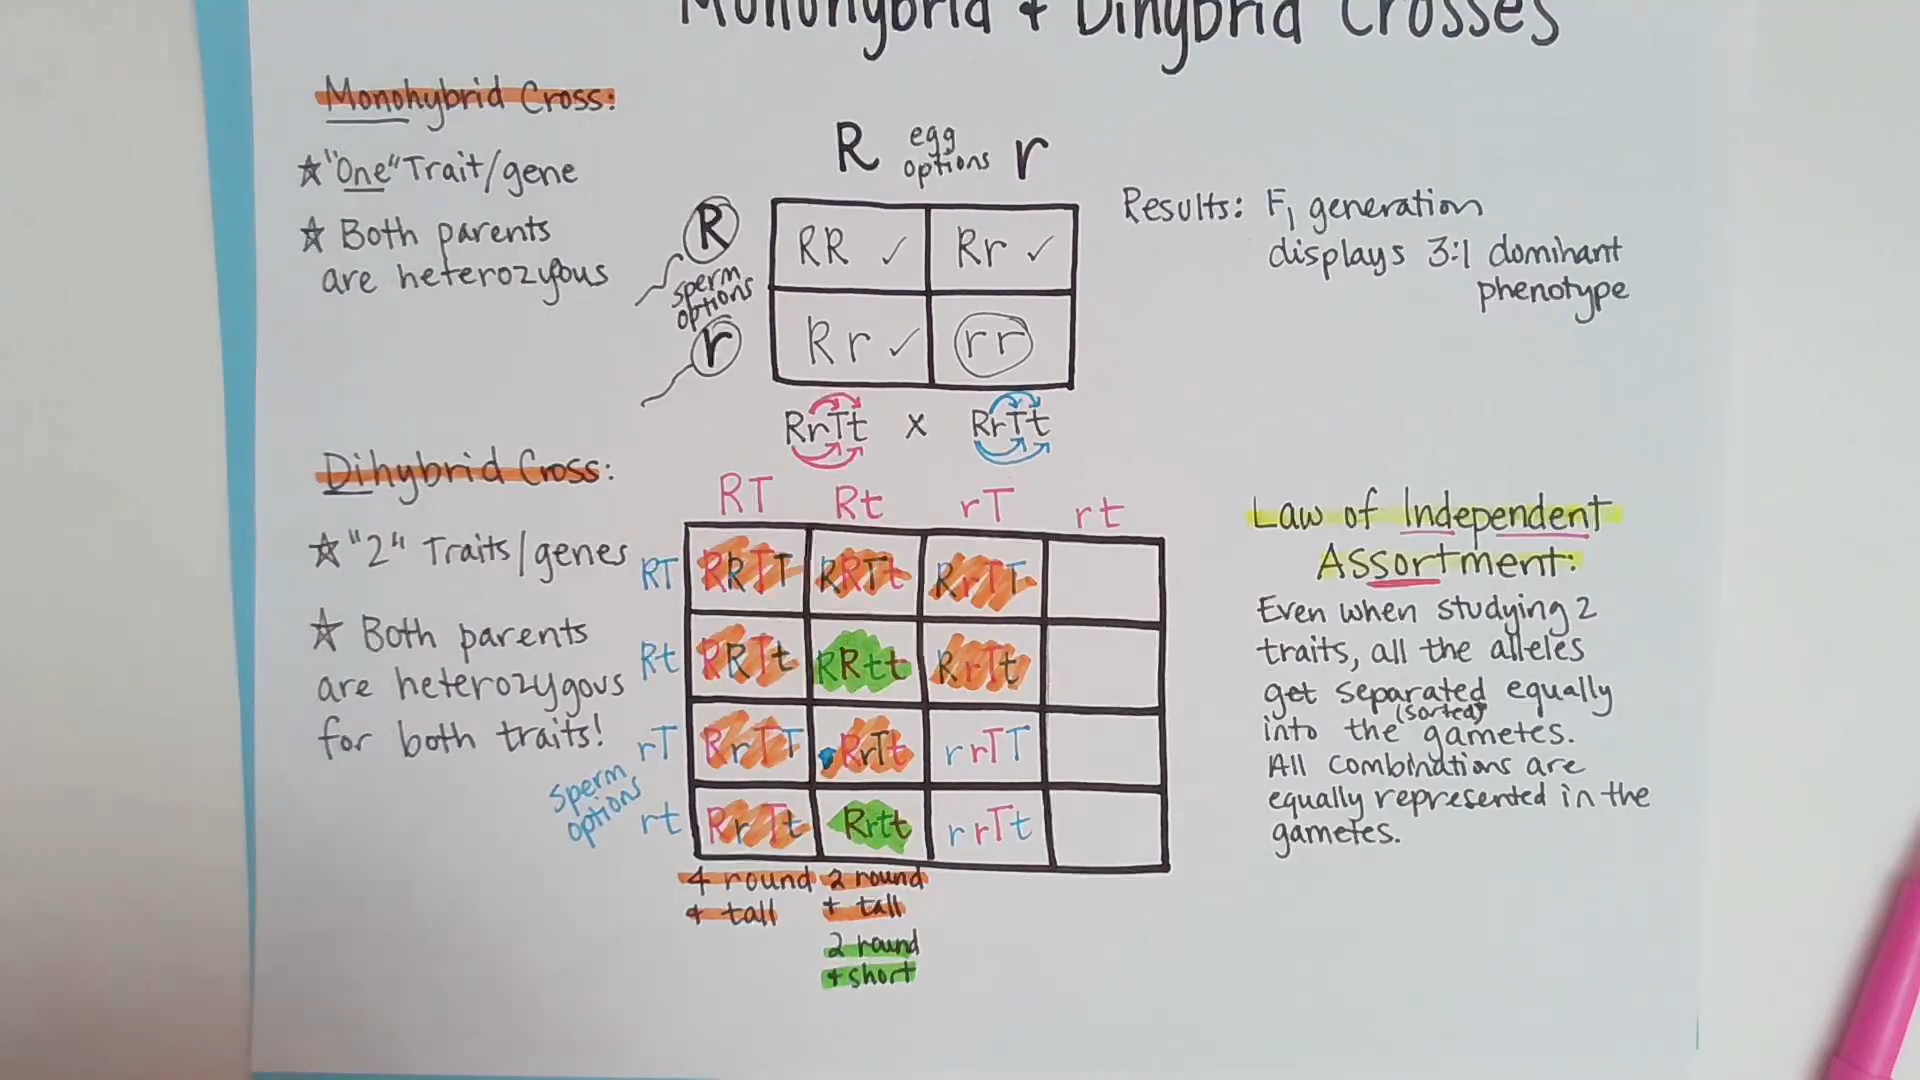 Monohybrid + Dihybrid Crosses
Monohybrid Cross:
"One" Trait/gene
Both parents
are heterozygous
R egg options r
R
sperm
options
r
RR ✓ Rr ✓
Rr ✓ rr
Results: F1 generation
displays 3:1 dominant
phenotype
RrTt x RrTt
Dihybrid Cross:
"2" Traits/genes
Both parents
are heterozygous
for both traits!
RT Rt rT rt
RT RRTT RRTt RrTT
Rt RRTt RRtt RrTt
rT RrTT RrTt rrTT
rt RrTt Rrtt rrTt
sperm
options
4 round
+ tall
2 round
+ tall
2 round
+ short
Law of Independent
Assortment:
Even when studying 2
traits, all the alleles
get separated equally
(sorted)
into the gametes.
All combinations are
equally represented in the
gametes.